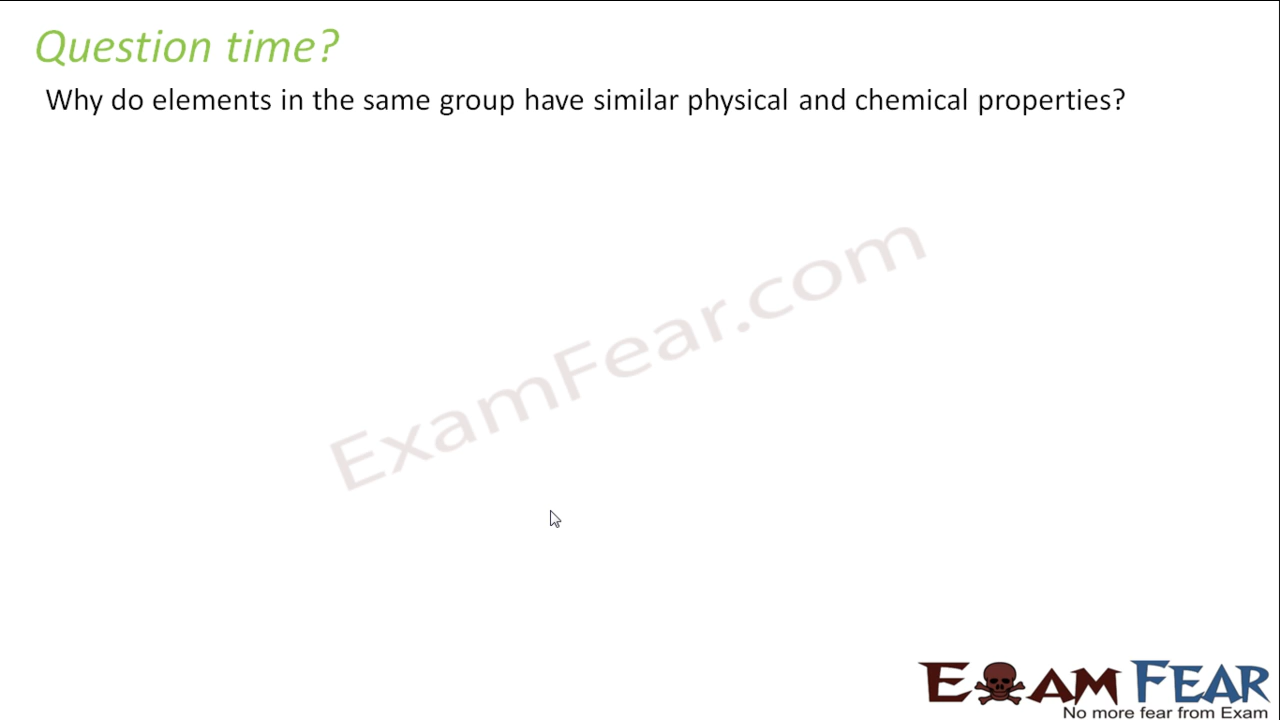 Question time?
Why do elements in the same group have similar physical and chemical properties?
ExamFear.com
EXAM FEAR
No more fear from Exam